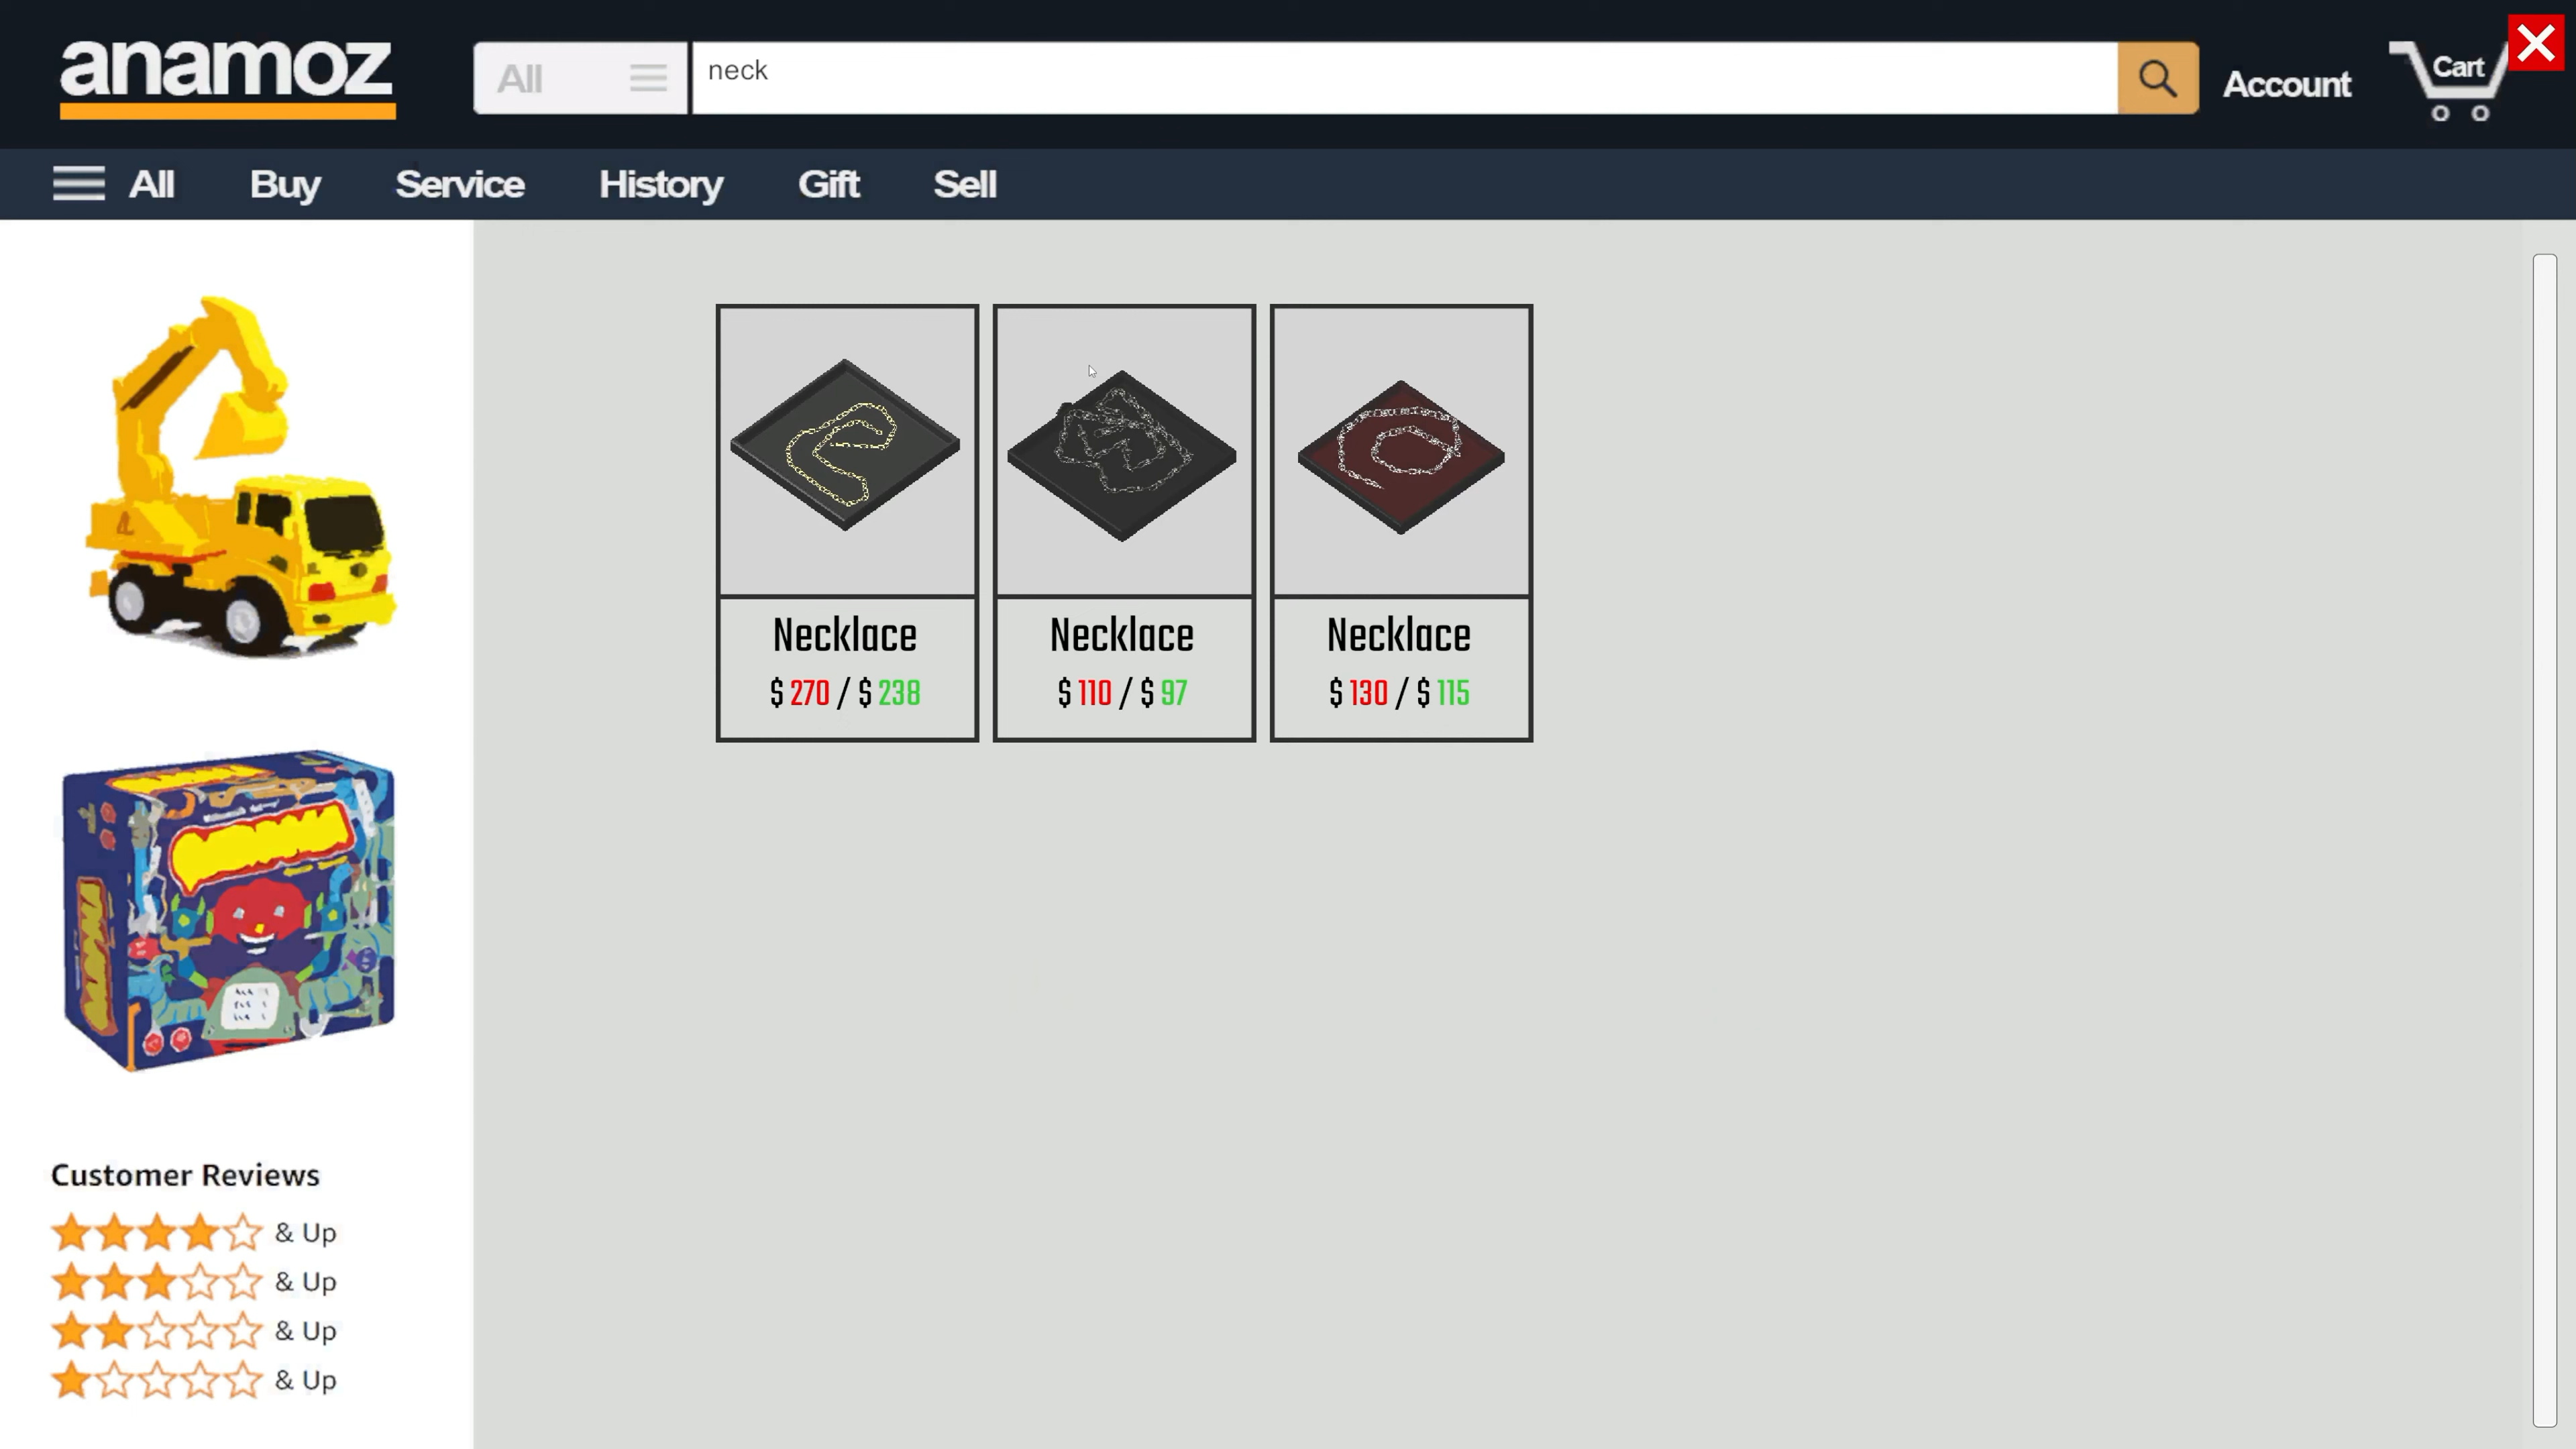 anamoz
All
neck
Account
Cart
All
Buy
Service
History
Gift
Sell
Necklace
$ 270 / $ 238
Necklace
$ 110 / $ 97
Necklace
$ 130 / $ 115
Customer Reviews
& Up
& Up
& Up
& Up